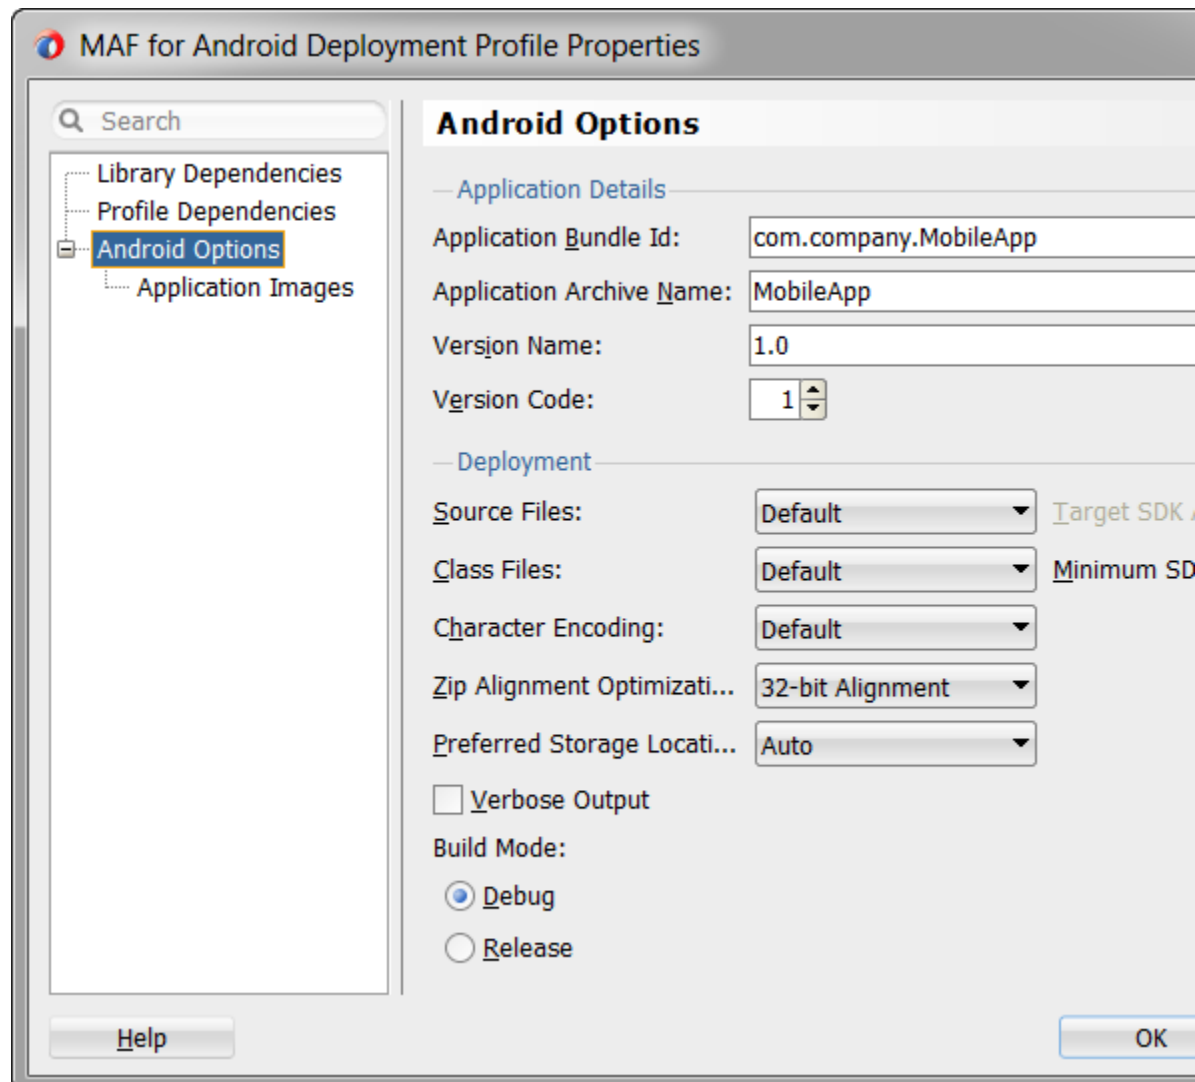 MAF for Android Deployment Profile Properties
Search
Library Dependencies
Profile Dependencies
Android Options
Application Images
Android Options
Application Details
Application Bundle Id: com.company.MobileApp
Application Archive Name: MobileApp
Version Name: 1.0
Version Code: 1
Deployment
Source Files: Default Target SDK
Class Files: Default Minimum
Character Encoding: Default
Zip Alignment Optimizati... 32-bit Alignment
Preferred Storage Locati... Auto
Verbose Output
Build Mode:
Debug
Release
Help OK